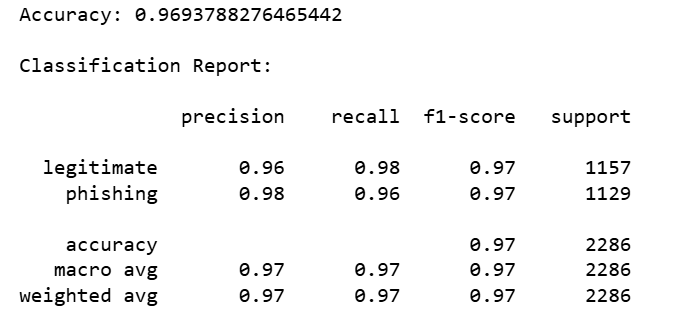 Accuracy: 0.9693788276465442
Classification Report:
precision recall f1-score support
legitimate 0.96 0.98 0.97 1157
phishing 0.98 0.96 0.97 1129
accuracy 0.97 2286
macro avg 0.97 0.97 0.97 2286
weighted avg 0.97 0.97 0.97 2286